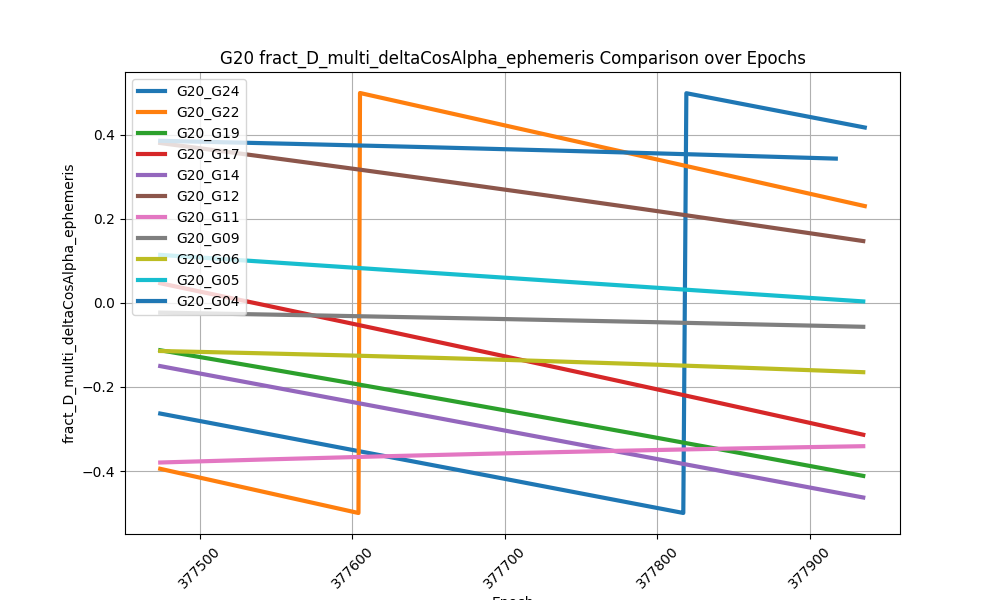 G20 fract_D_multi_deltaCosAlpha_ephemeris Comparison over Epochs
fract_D_multi_deltaCosAlpha_ephemeris
0.4
0.2
0.0
−0.2
−0.4
G20_G24
G20_G22
G20_G19
G20_G17
G20_G14
G20_G12
G20_G11
G20_G09
G20_G06
G20_G05
G20_G04
377500
377600
377700
377800
377900
Epoch